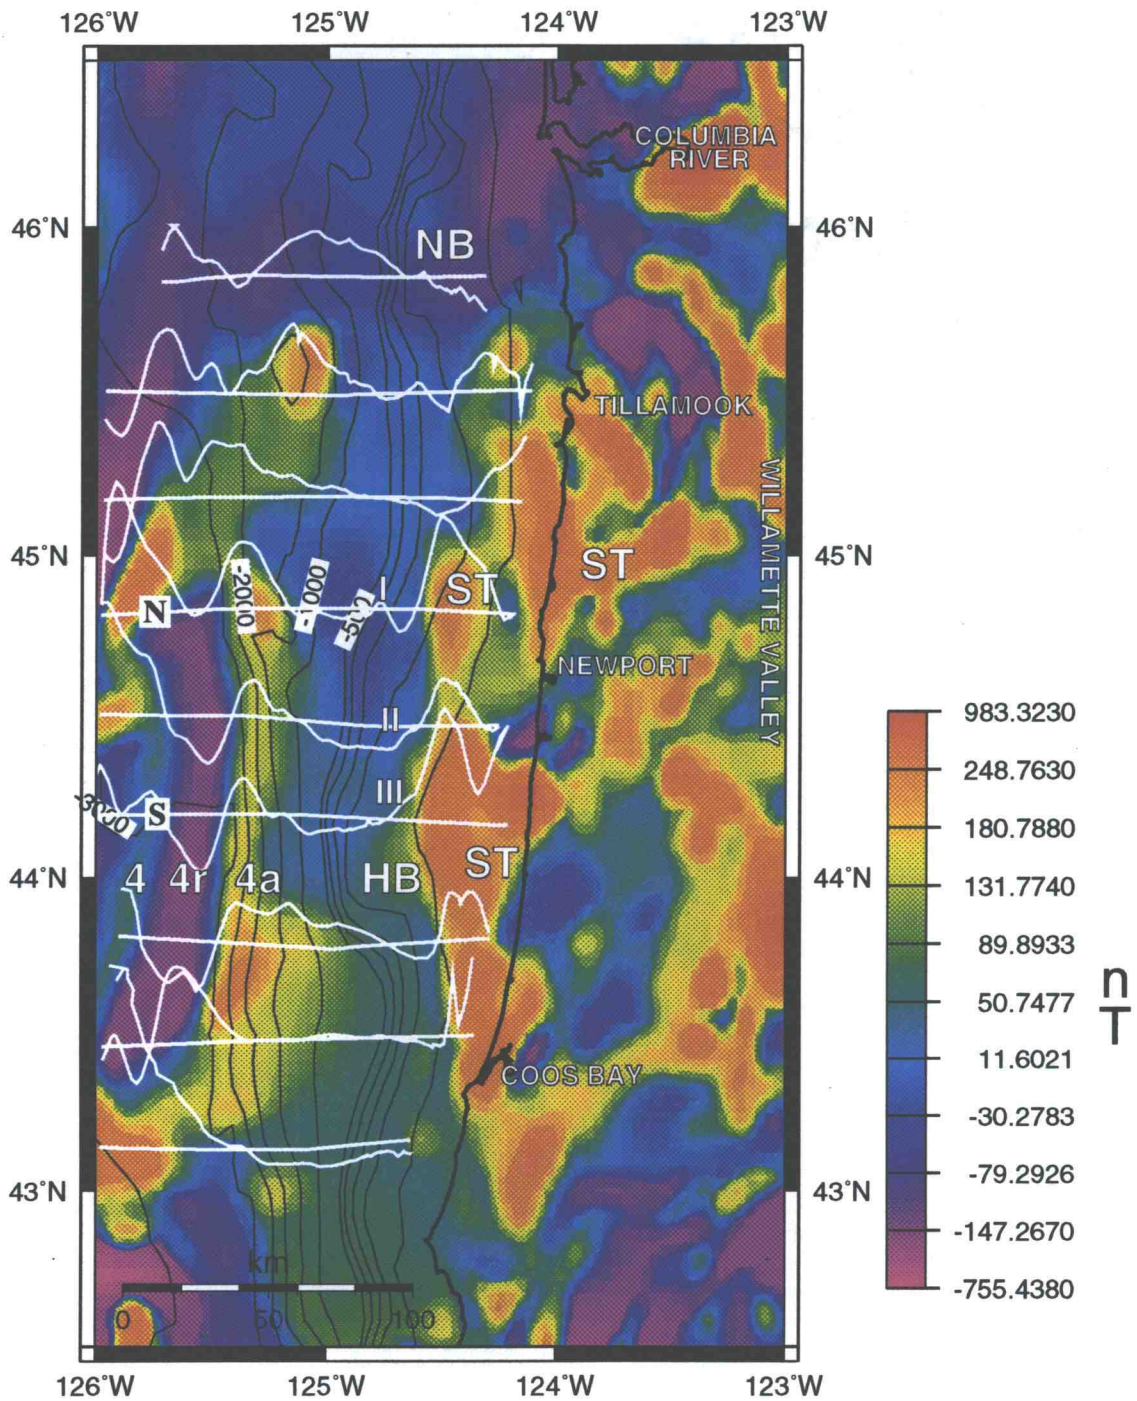 126°W 125°W 124°W 123°W
COLUMBIA
RIVER
46°N 46°N
NB
TILLAMOOK
WILLAMETTE VALLEY
45°N 45°N
ST
ST
I
-2000
-1000
N
NEWPORT
II
III
-3000
S
4 4r 4a HB ST
44°N 44°N
COOS BAY
43°N 43°N
km
0 50 100
126°W 125°W 124°W 123°W
983.3230
248.7630
180.7880
131.7740
89.8933
50.7477
11.6021
-30.2783
-79.2926
-147.2670
-755.4380
n
T